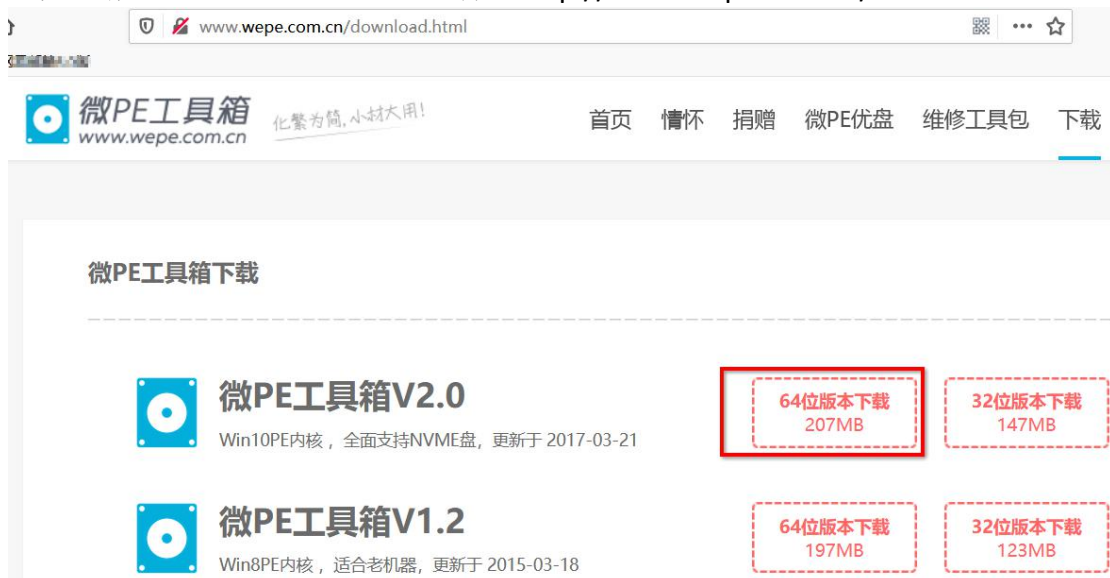 www.wepe.com.cn/download.html
微PE工具箱
www.wepe.com.cn
化繁为简,小材大用!
首页 情怀 捐赠 微PE优盘 维修工具包 下载
微PE工具箱下载
微PE工具箱V2.0
Win10PE内核，全面支持NVME盘，更新于 2017-03-21
64位版本下载
207MB
32位版本下载
147MB
微PE工具箱V1.2
Win8PE内核，适合老机器，更新于 2015-03-18
64位版本下载
197MB
32位版本下载
123MB